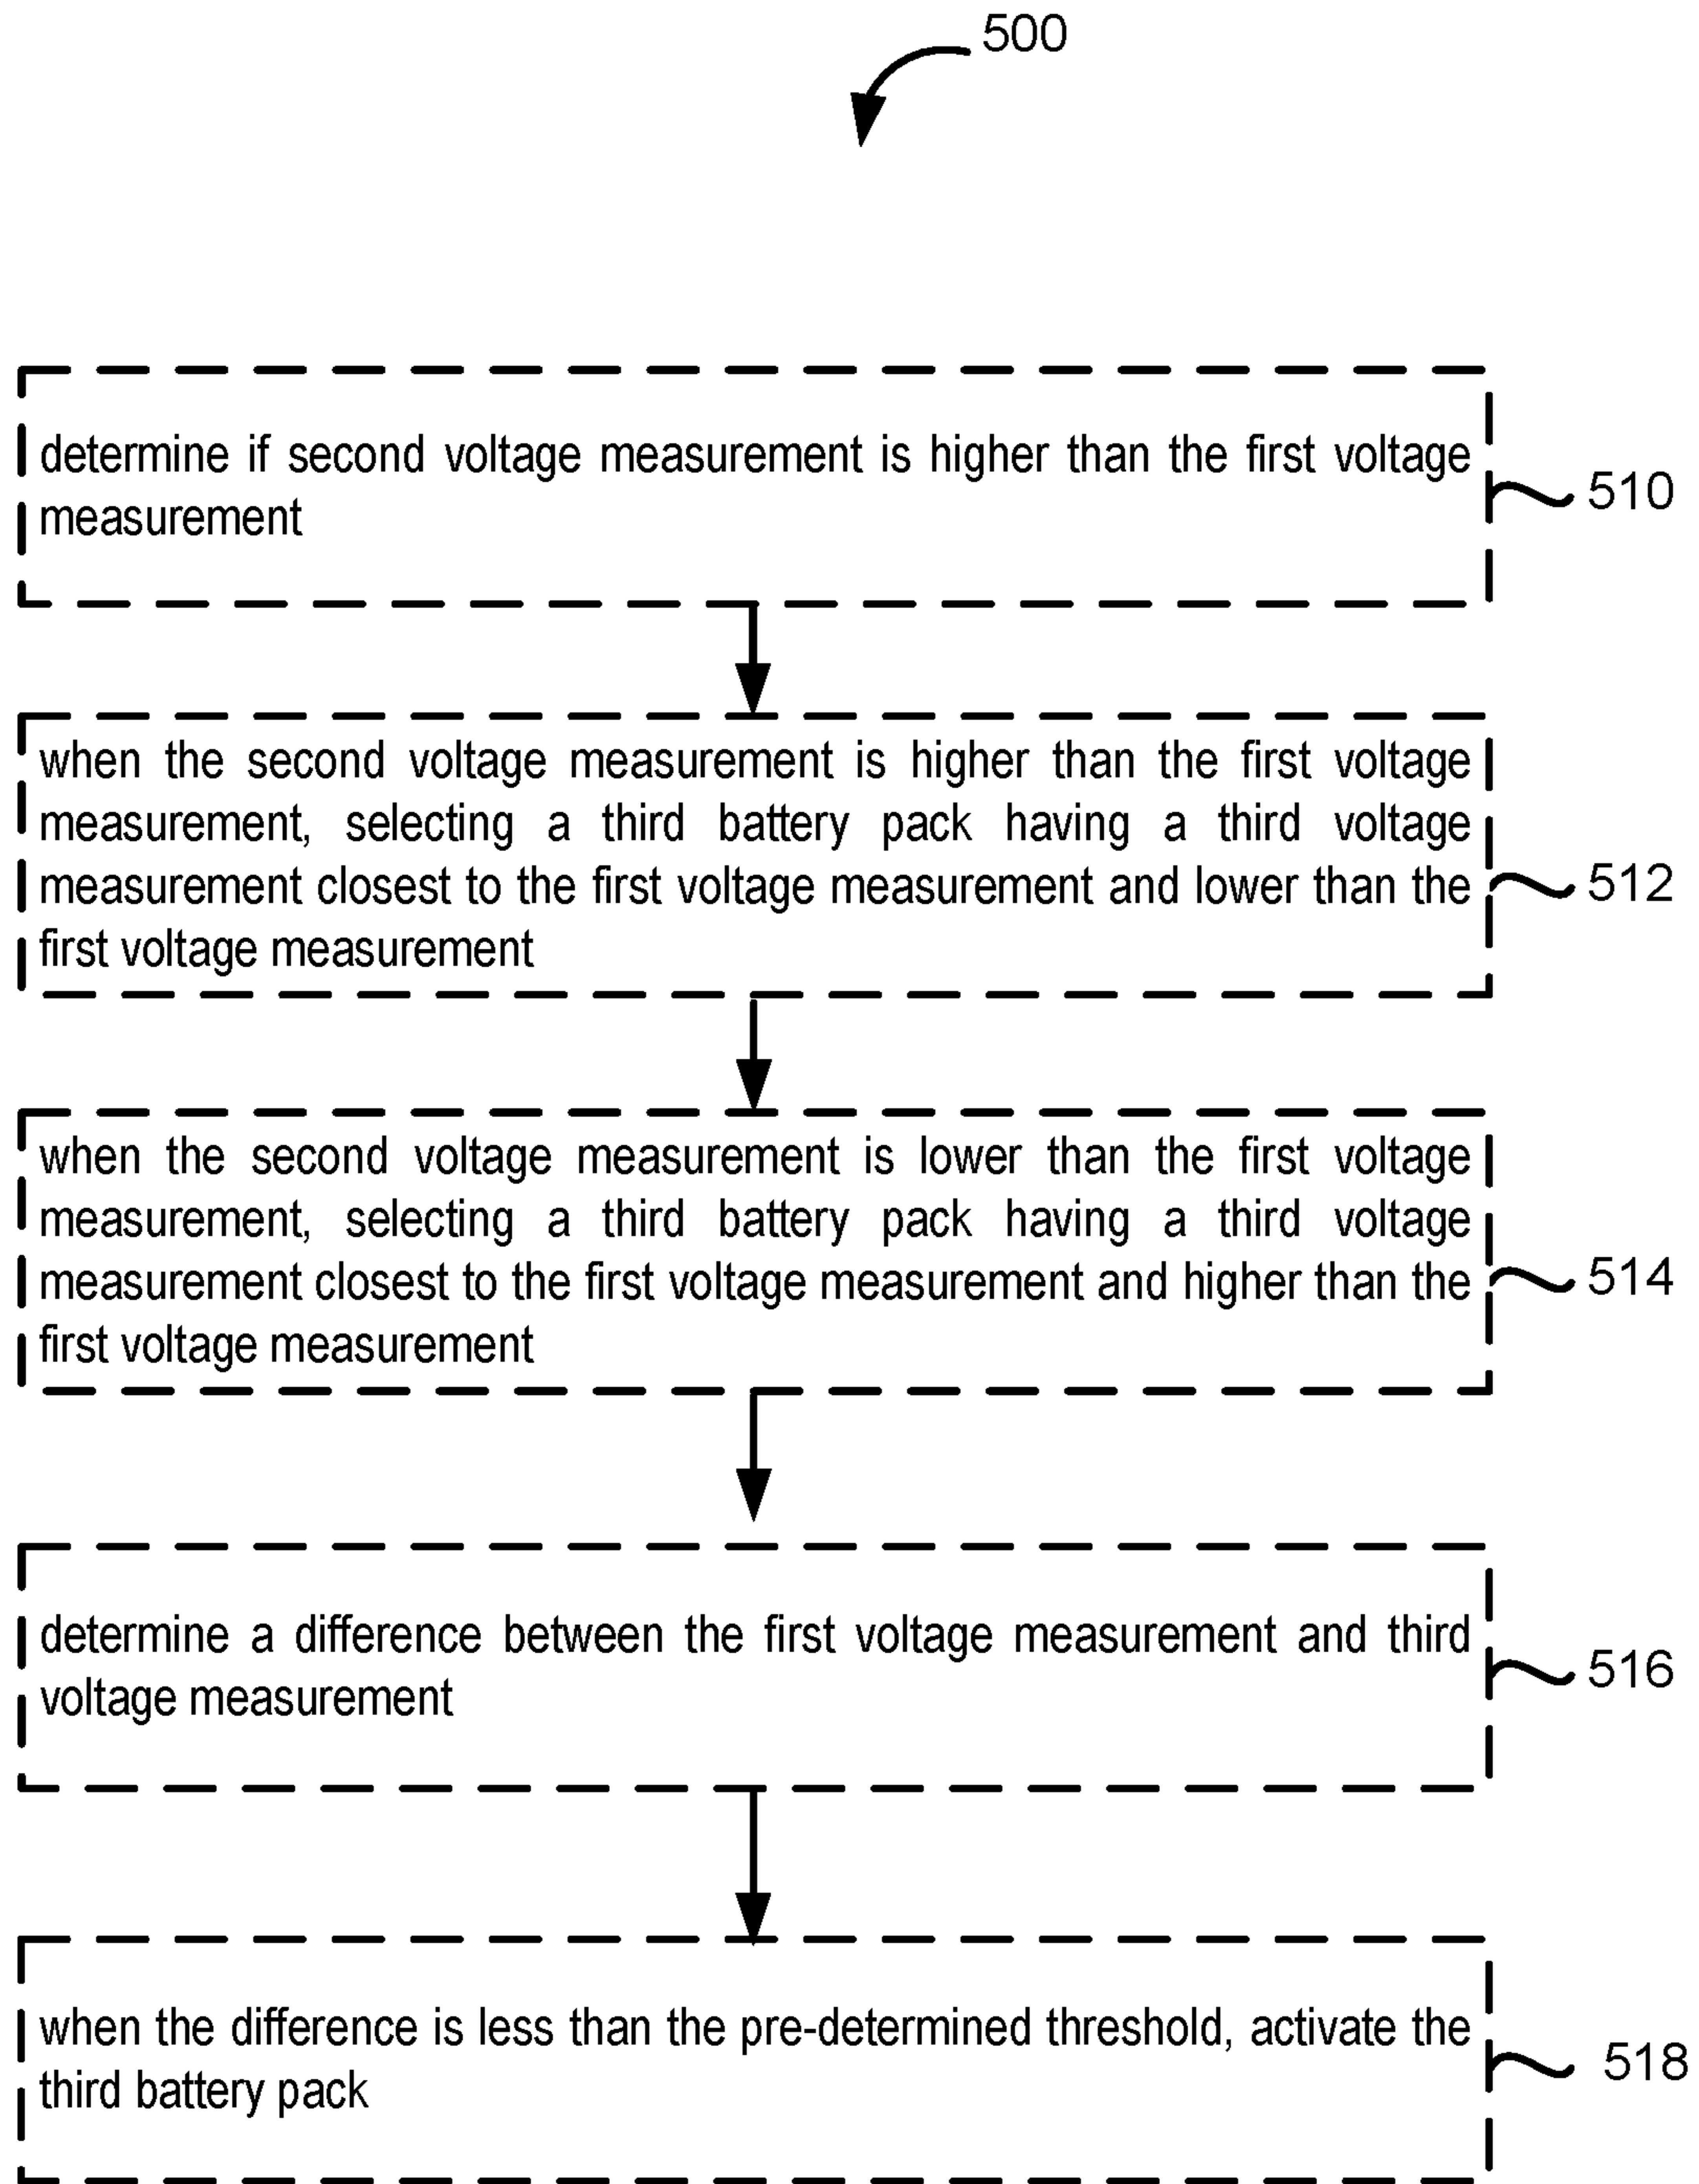 500
determine if second voltage measurement is higher than the first voltage
measurement
510
when the second voltage measurement is higher than the first voltage
measurement, selecting a third battery pack having a third voltage
measurement closest to the first voltage measurement and lower than the
first voltage measurement
512
when the second voltage measurement is lower than the first voltage
measurement, selecting a third battery pack having a third voltage
measurement closest to the first voltage measurement and higher than the
first voltage measurement
514
determine a difference between the first voltage measurement and third
voltage measurement
516
when the difference is less than the pre-determined threshold, activate the
third battery pack
518